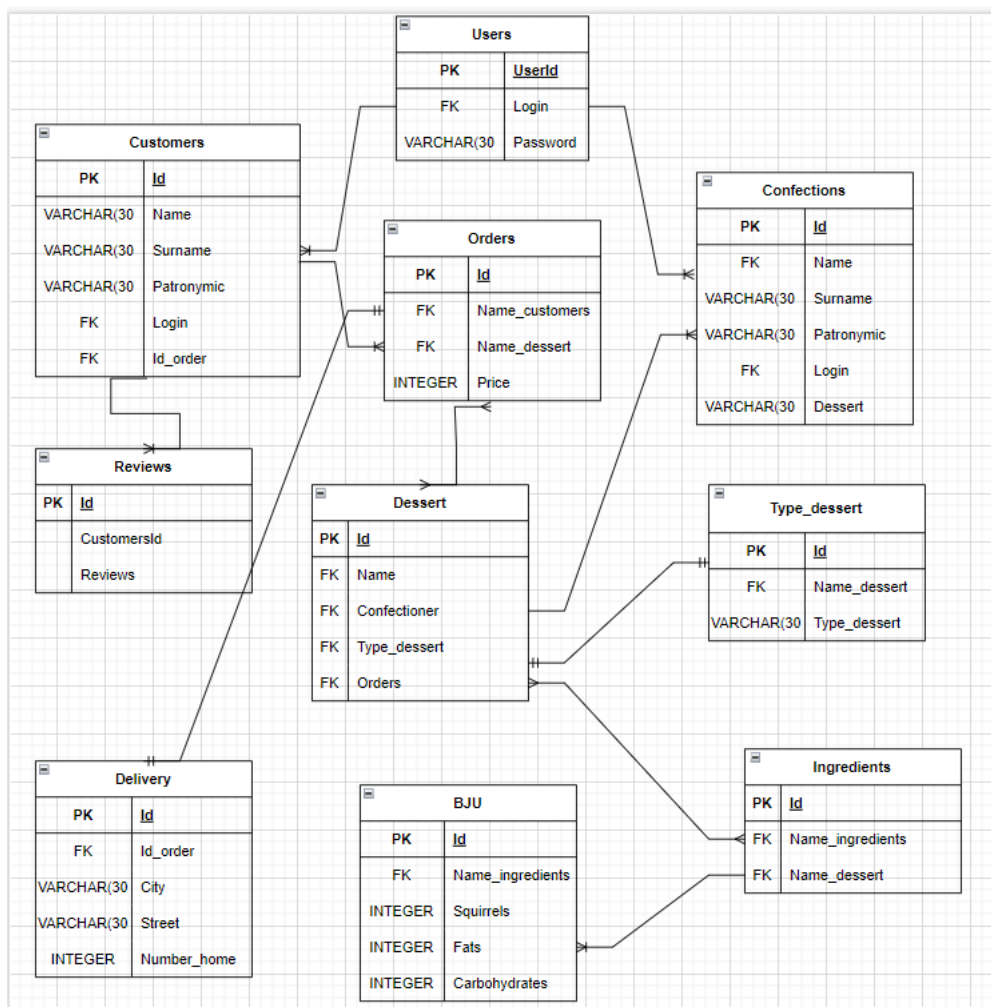 Users
PK UserId
FK Login
VARCHAR(30 Password
Customers
PK Id
VARCHAR(30 Name
VARCHAR(30 Surname
VARCHAR(30 Patronymic
FK Login
FK Id_order
Orders
PK Id
FK Name_customers
FK Name_dessert
INTEGER Price
Confections
PK Id
FK Name
VARCHAR(30 Surname
VARCHAR(30 Patronymic
FK Login
VARCHAR(30 Dessert
Reviews
PK Id
CustomersId
Reviews
Dessert
PK Id
FK Name
FK Confectioner
FK Type_dessert
FK Orders
Type_dessert
PK Id
FK Name_dessert
VARCHAR(30 Type_dessert
Delivery
PK Id
FK Id_order
VARCHAR(30 City
VARCHAR(30 Street
INTEGER Number_home
BJU
PK Id
FK Name_ingredients
INTEGER Squirrels
INTEGER Fats
INTEGER Carbohydrates
Ingredients
PK Id
FK Name_ingredients
FK Name_dessert